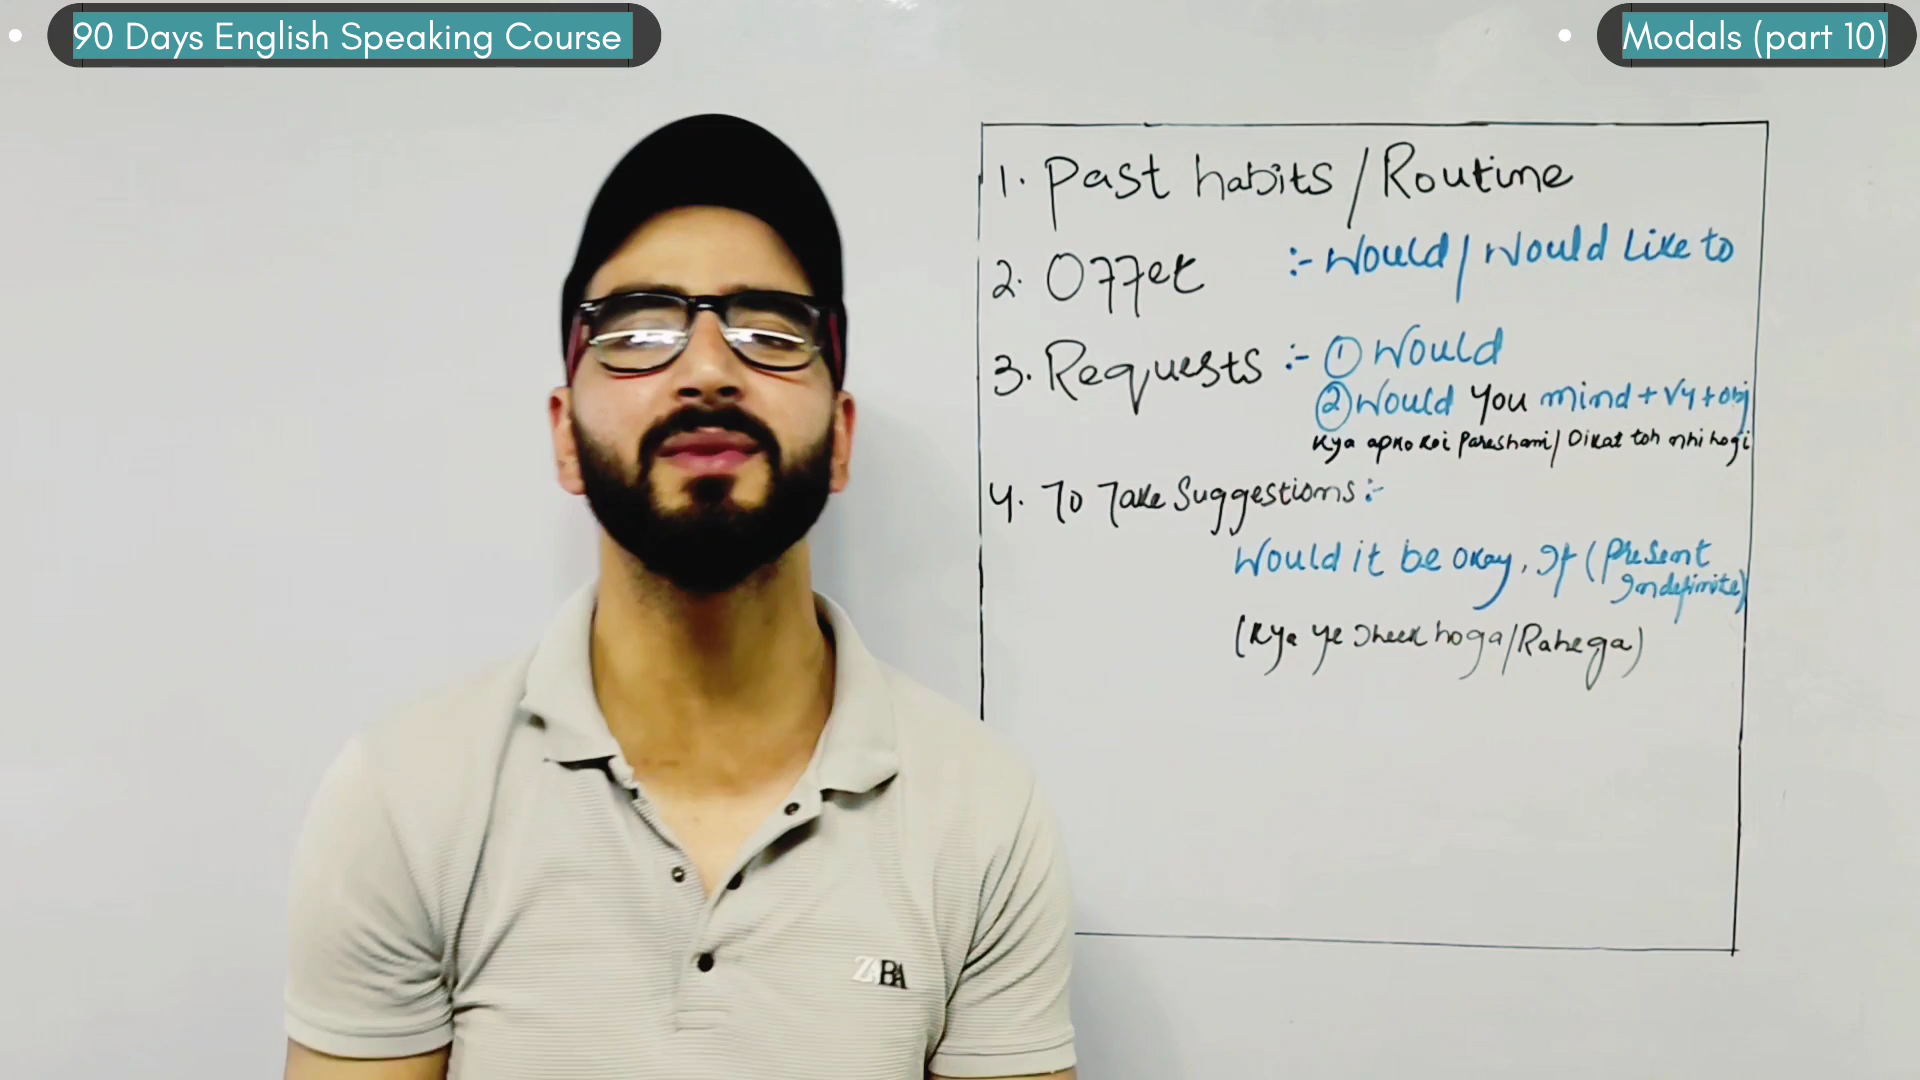 90 Days English Speaking Course
Modals (part 10)
1. Past habits / Routine
2. Offer :- Would / Would Like to
3. Requests :- ① Would
② Would You mind + V4 + obj
Kya apko koi Pareshani / Dikat toh nhi hogi
4. To Take Suggestions :-
Would it be okay, If (Present
Indefinite)
(Kya ye Theek hoga/Rahega)
ZABA